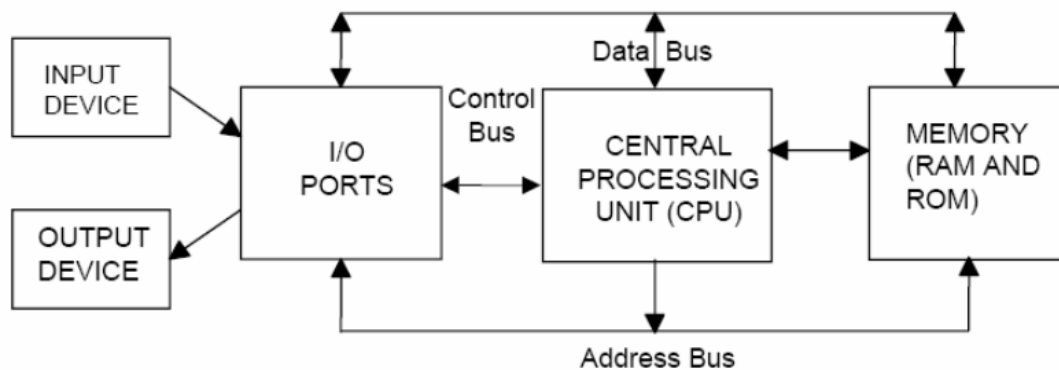 INPUT
DEVICE
OUTPUT
DEVICE
I/O
PORTS
Control
Bus
Data Bus
CENTRAL
PROCESSING
UNIT (CPU)
MEMORY
(RAM AND
ROM)
Address Bus